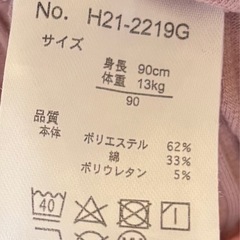 No. H21-2219G
サイズ
身長 90cm
体重 13kg
90
品質
本体
ポリエステル 62%
綿 33%
ポリウレタン 5%
40